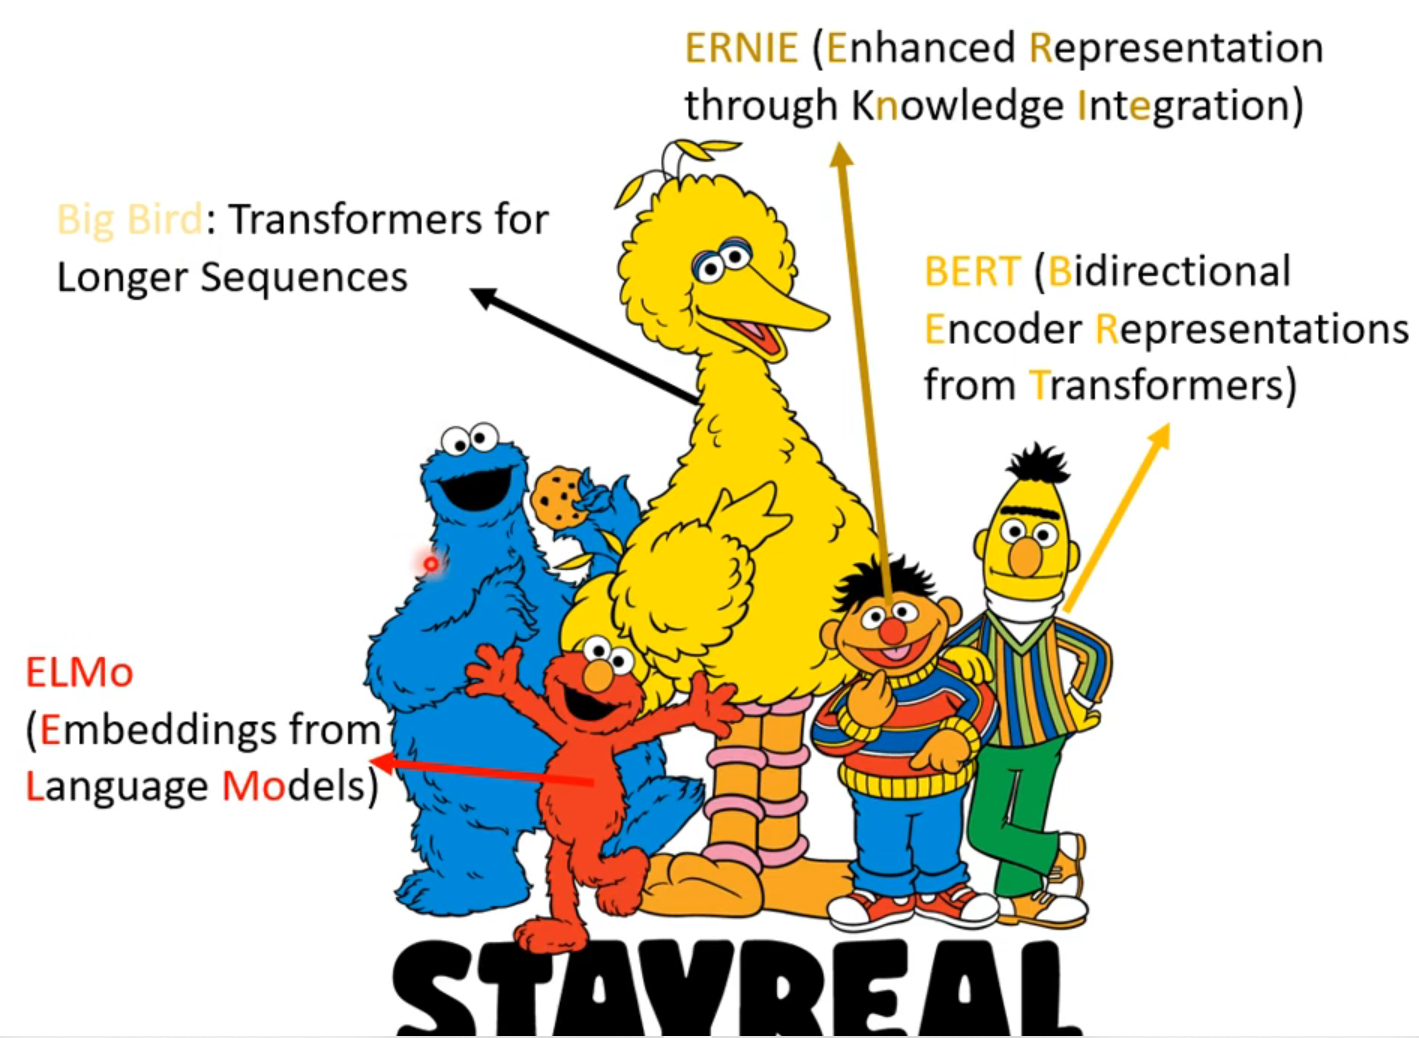 ERNIE (Enhanced Representation
through Knowledge Integration)
Big Bird: Transformers for
Longer Sequences
BERT (Bidirectional
Encoder Representations
from Transformers)
ELMo
(Embeddings from
Language Models)
STAYREAL